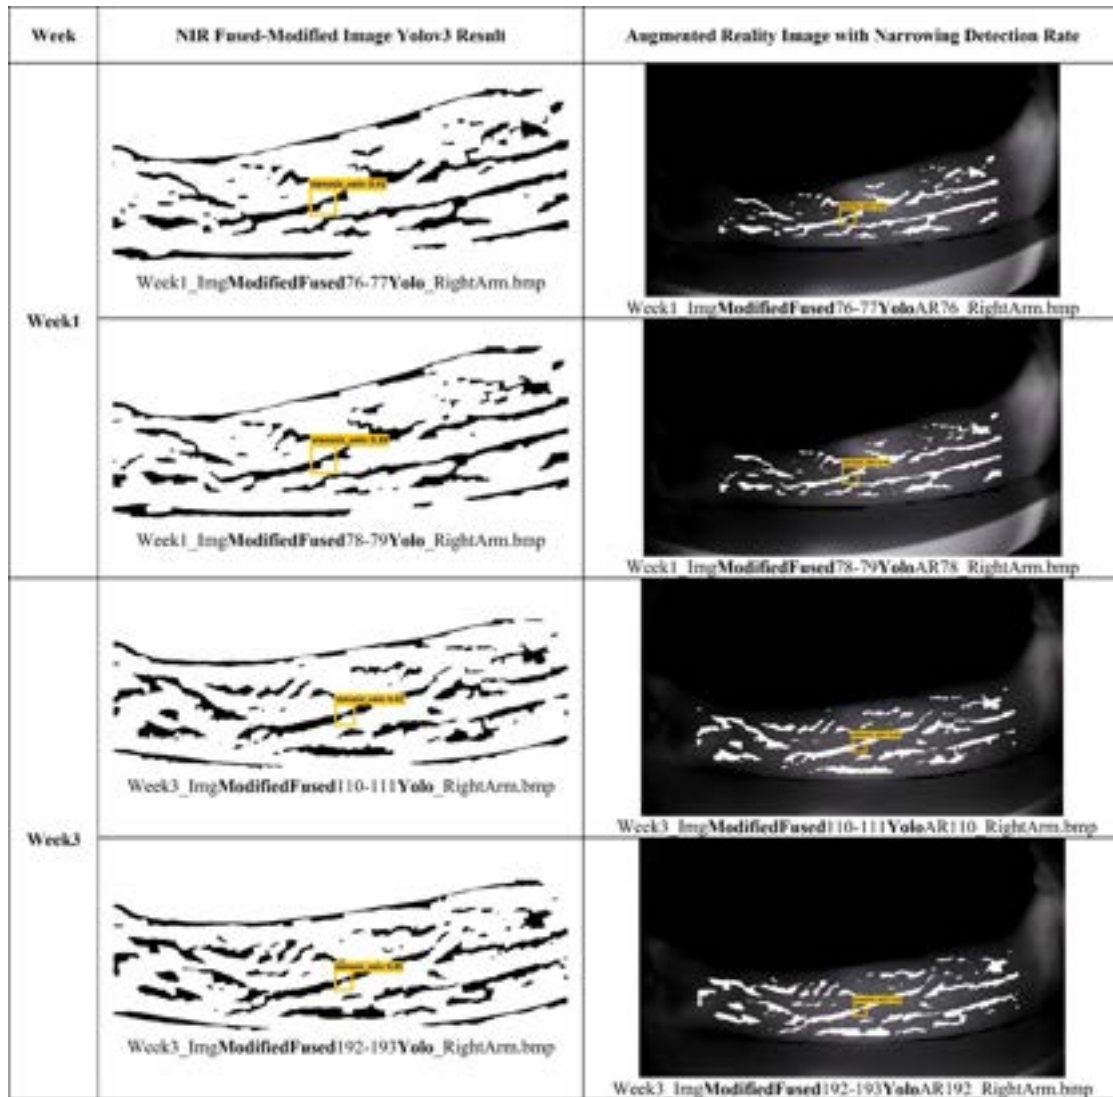 Week
NIR Fused-Modified Image Yolov3 Result
Augmented Reality Image with Narrowing Detection Rate
Week1
Week1_ImgModifiedFused76-77Yolo_RightArm.bmp
Week1_ImgModifiedFused76-77YoloAR76_RightArm.bmp
Week1_ImgModifiedFused78-79Yolo_RightArm.bmp
Week1_ImgModifiedFused78-79YoloAR78_RightArm.bmp
Week3
Week3_ImgModifiedFused110-111Yolo_RightArm.bmp
Week3_ImgModifiedFused110-111YoloAR110_RightArm.bmp
Week3_ImgModifiedFused192-193Yolo_RightArm.bmp
Week3_ImgModifiedFused192-193YoloAR192_RightArm.bmp